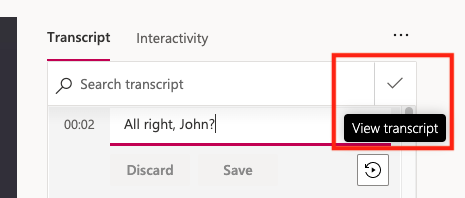 Transcript Interactivity
Search transcript
00:02 All right, John?
View transcript
Discard Save